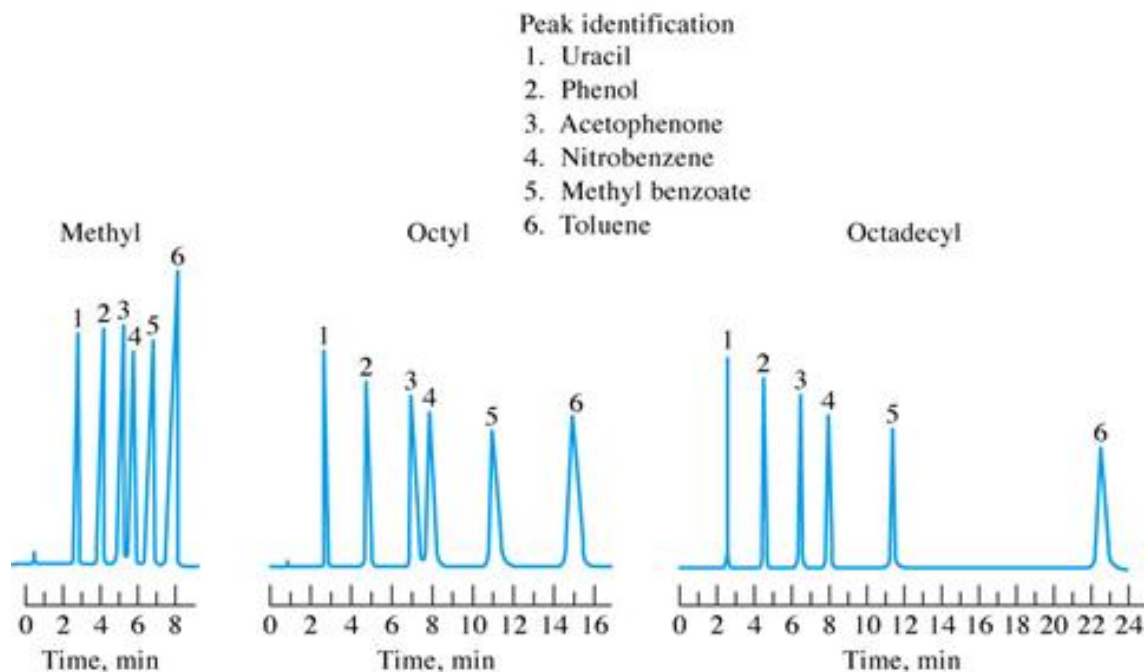 Peak identification
1. Uracil
2. Phenol
3. Acetophenone
4. Nitrobenzene
5. Methyl benzoate
6. Toluene
Methyl
1
2
3
4
5
6
0 2 4 6 8
Time, min
Octyl
1
2
3
4
5
6
0 2 4 6 8 10 12 14 16
Time, min
Octadecyl
1
2
3
4
5
6
0 2 4 6 8 10 12 14 16 18 20 22 24
Time, min